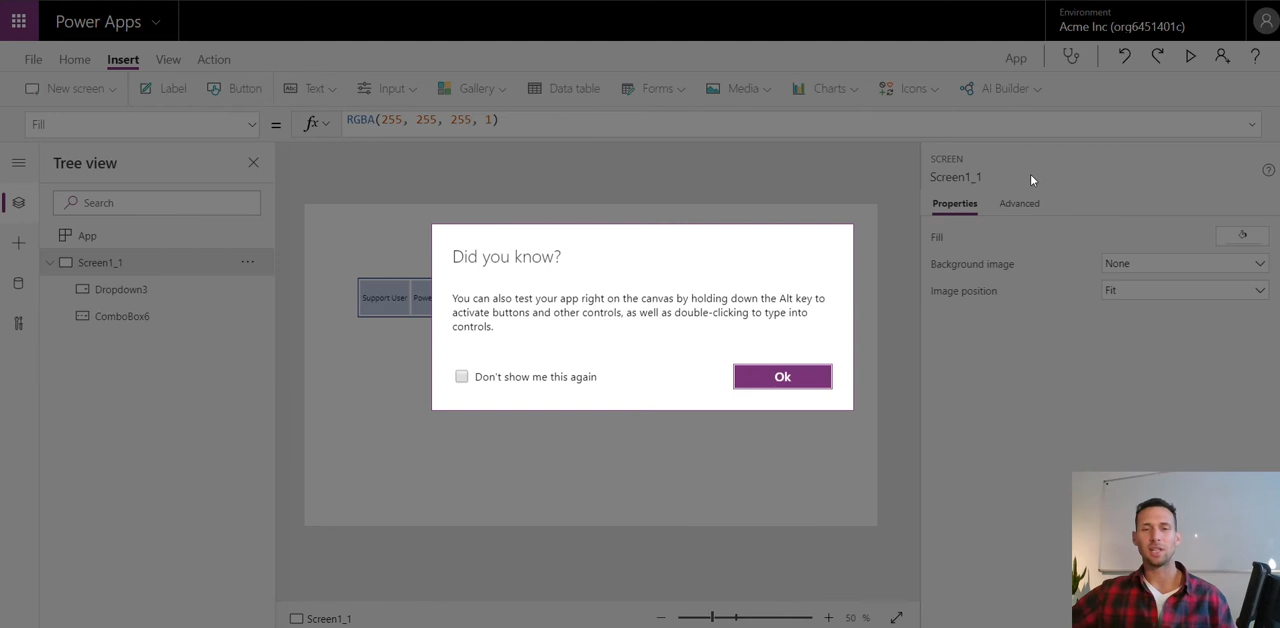 Power Apps
Environment
Acme Inc (org6451401c)
File Home Insert View Action
App
New screen Label Button Text Input Gallery Data table Forms Media Charts Icons AI Builder
Fill = fx RGBA(255, 255, 255, 1)
Tree view
Search
App
Screen1_1
Dropdown3
ComboBox6
Support User
Did you know?
You can also test your app right on the canvas by holding down the Alt key to
activate buttons and other controls, as well as double-clicking to type into
controls.
Don't show me this again
Ok
SCREEN
Screen1_1
Properties Advanced
Fill
Background image None
Image position Fit
Screen1_1
50 %